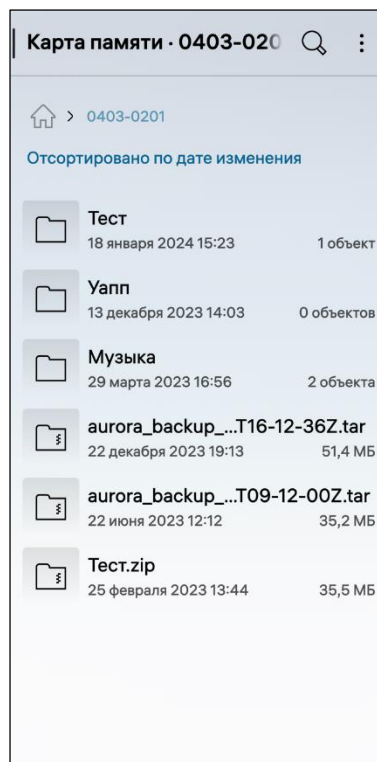 Карта памяти · 0403-020
0403-0201
Отсортировано по дате изменения
Тест
18 января 2024 15:23 1 объект
Уапп
13 декабря 2023 14:03 0 объектов
Музыка
29 марта 2023 16:56 2 объекта
aurora_backup_...T16-12-36Z.tar
22 декабря 2023 19:13 51,4 МБ
aurora_backup_...T09-12-00Z.tar
22 июня 2023 12:12 35,2 МБ
Тест.zip
25 февраля 2023 13:44 35,5 МБ